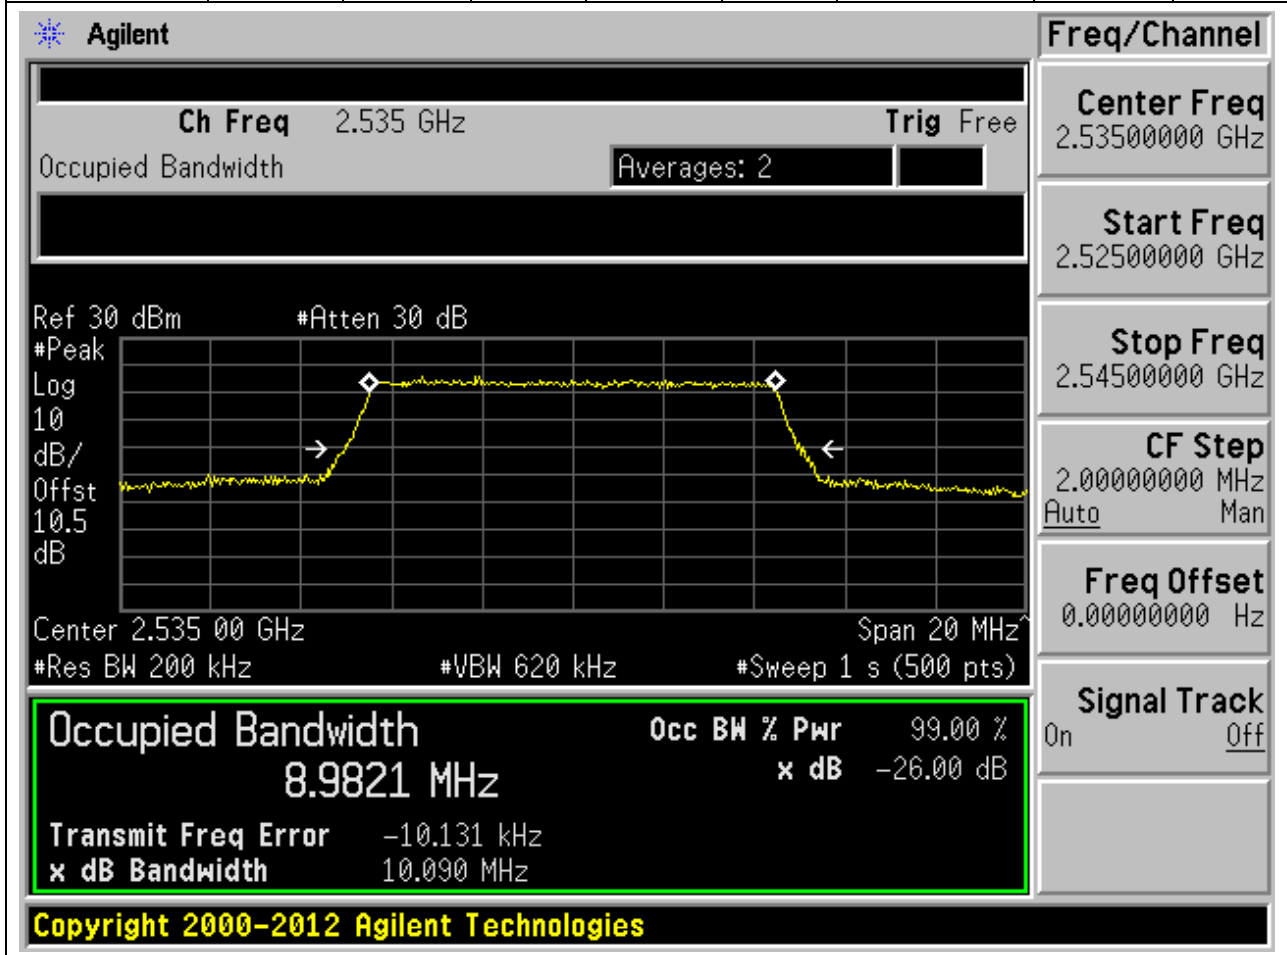 Agilent
Freq/Channel
Ch Freq 2.535 GHz Trig Free
Occupied Bandwidth Averages: 2
Center Freq
2.53500000 GHz
Start Freq
2.52500000 GHz
Stop Freq
2.54500000 GHz
CF Step
2.00000000 MHz
Auto Man
Freq Offset
0.00000000 Hz
Signal Track
On Off
Ref 30 dBm #Atten 30 dB
#Peak
Log
10
dB/
Offst
10.5
dB
Center 2.535 00 GHz Span 20 MHz^
#Res BW 200 kHz #VBW 620 kHz #Sweep 1 s (500 pts)
Occupied Bandwidth Occ BW % Pwr 99.00 %
8.9821 MHz x dB -26.00 dB
Transmit Freq Error -10.131 kHz
x dB Bandwidth 10.090 MHz
Copyright 2000-2012 Agilent Technologies